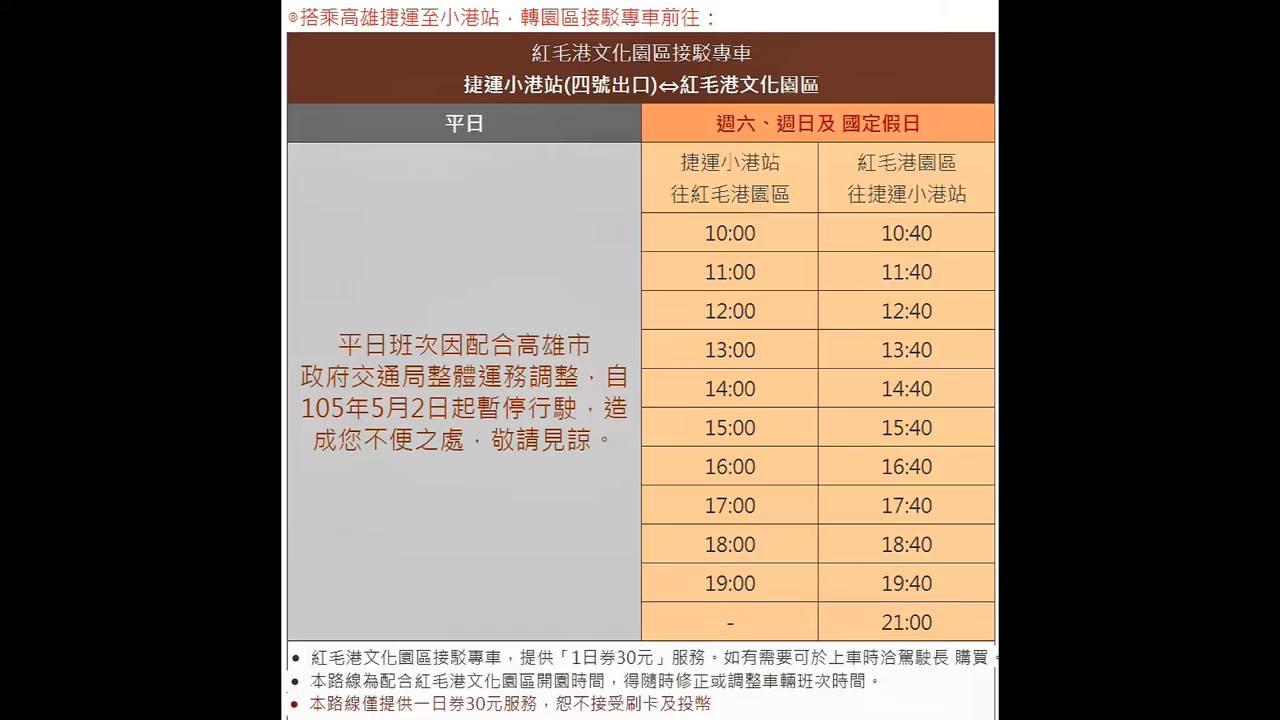 ◎搭乘高雄捷運至小港站，轉園區接駁專車前往：
紅毛港文化園區接駁專車
捷運小港站(四號出口)⇔紅毛港文化園區
平日
週六、週日及 國定假日
捷運小港站
往紅毛港園區
紅毛港園區
往捷運小港站
平日班次因配合高雄市
政府交通局整體運務調整，自
105年5月2日起暫停行駛，造
成您不便之處，敬請見諒。
10:00 10:40
11:00 11:40
12:00 12:40
13:00 13:40
14:00 14:40
15:00 15:40
16:00 16:40
17:00 17:40
18:00 18:40
19:00 19:40
- 21:00
● 紅毛港文化園區接駁專車，提供「1日券30元」服務。如有需要可於上車時洽駕駛長 購買。
● 本路線為配合紅毛港文化園區開園時間，得隨時修正或調整車輛班次時間。
● 本路線僅提供一日券30元服務，恕不接受刷卡及投幣